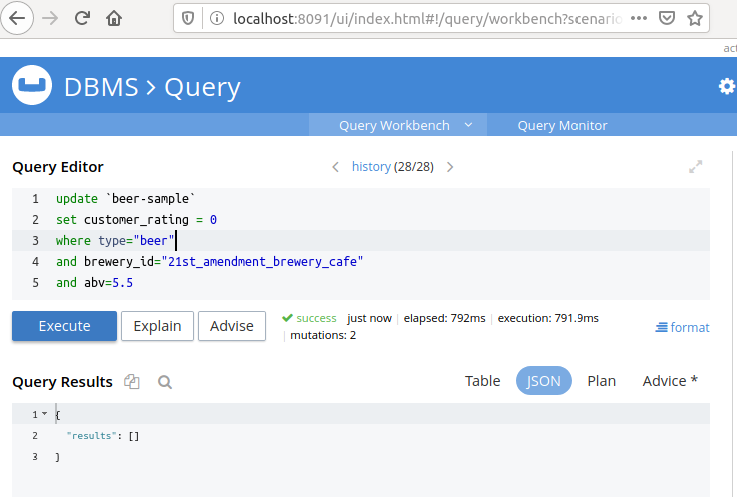 localhost:8091/ui/index.html#!/query/workbench?scenario
act
DBMS > Query
Query Workbench
Query Monitor
Query Editor
history (28/28)
1 update `beer-sample`
2 set customer_rating = 0
3 where type="beer"
4 and brewery_id="21st_amendment_brewery_cafe"
5 and abv=5.5
Execute
Explain
Advise
success just now | elapsed: 792ms | execution: 791.9ms
| mutations: 2
format
Query Results
Table
JSON
Plan
Advice *
1 {
2 "results": []
3 }